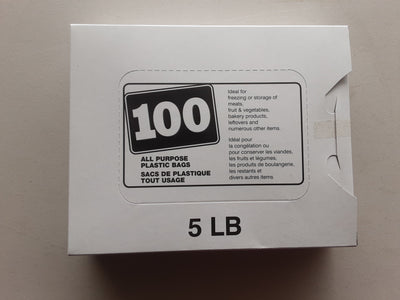 100
ALL PURPOSE
PLASTIC BAGS
SACS DE PLASTIQUE
TOUT USAGE
Ideal for
freezing or storage of
meats,
fruit & vegetables,
bakery products,
leftovers and
numerous other items.
Idéal pour
la congélation ou
pour conserver les viandes,
les fruits et légumes,
les produits de boulangerie,
les restants et
divers autres items
5 LB